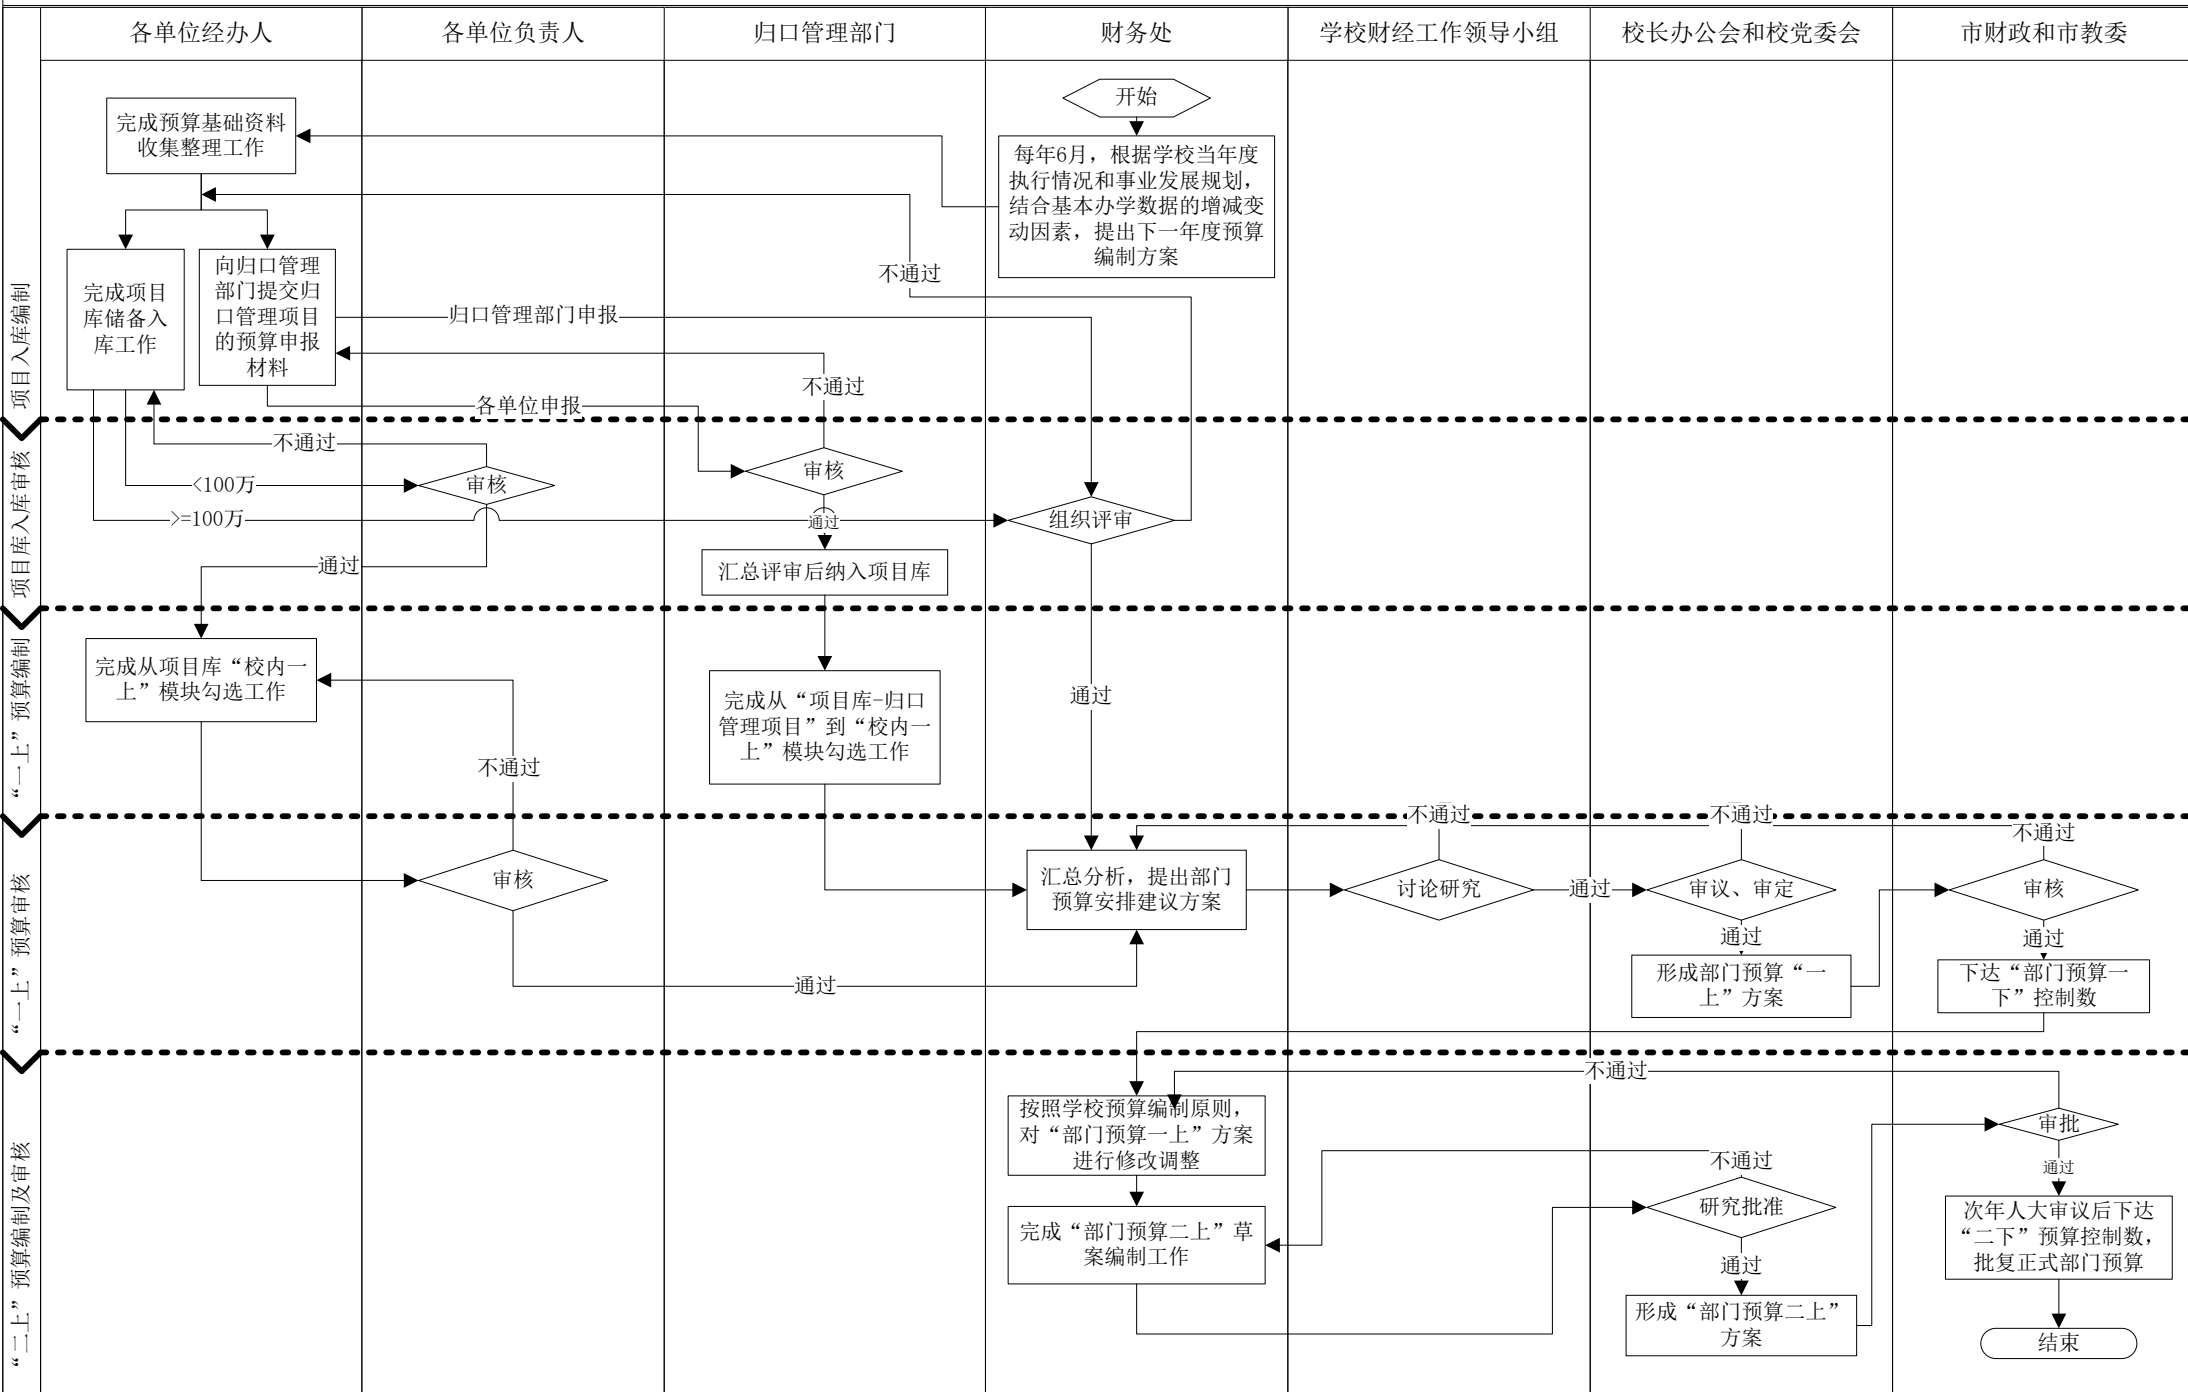 各单位经办人
各单位负责人
归口管理部门
财务处
学校财经工作领导小组
校长办公会和校党委会
市财政和市教委
项目入库编制
开始
完成预算基础资料
收集整理工作
每年6月，根据学校当年度
执行情况和事业发展规划，
结合基本办学数据的增减变
动因素，提出下一年度预算
编制方案
完成项目
库储备入
库工作
向归口管理
部门提交归
口管理项目
的预算申报
材料
不通过
归口管理部门申报
不通过
各单位申报
项目库入库审核
不通过
<100万
审核
审核
>=100万
通过
组织评审
通过
汇总评审后纳入项目库
“一上”预算编制
完成从项目库“校内一
上”模块勾选工作
不通过
完成从“项目库-归口
管理项目”到“校内一
上”模块勾选工作
通过
“一上”预算审核
不通过
不通过
不通过
审核
汇总分析，提出部门
预算安排建议方案
讨论研究
通过
审议、审定
审核
通过
通过
通过
形成部门预算“一
上”方案
下达“部门预算一
下”控制数
“二上”预算编制及审核
不通过
按照学校预算编制原则，
对“部门预算一上”方案
进行修改调整
审批
不通过
通过
完成“部门预算二上”草
案编制工作
研究批准
通过
次年人大审议后下达
“二下”预算控制数，
批复正式部门预算
形成“部门预算二上”
方案
结束